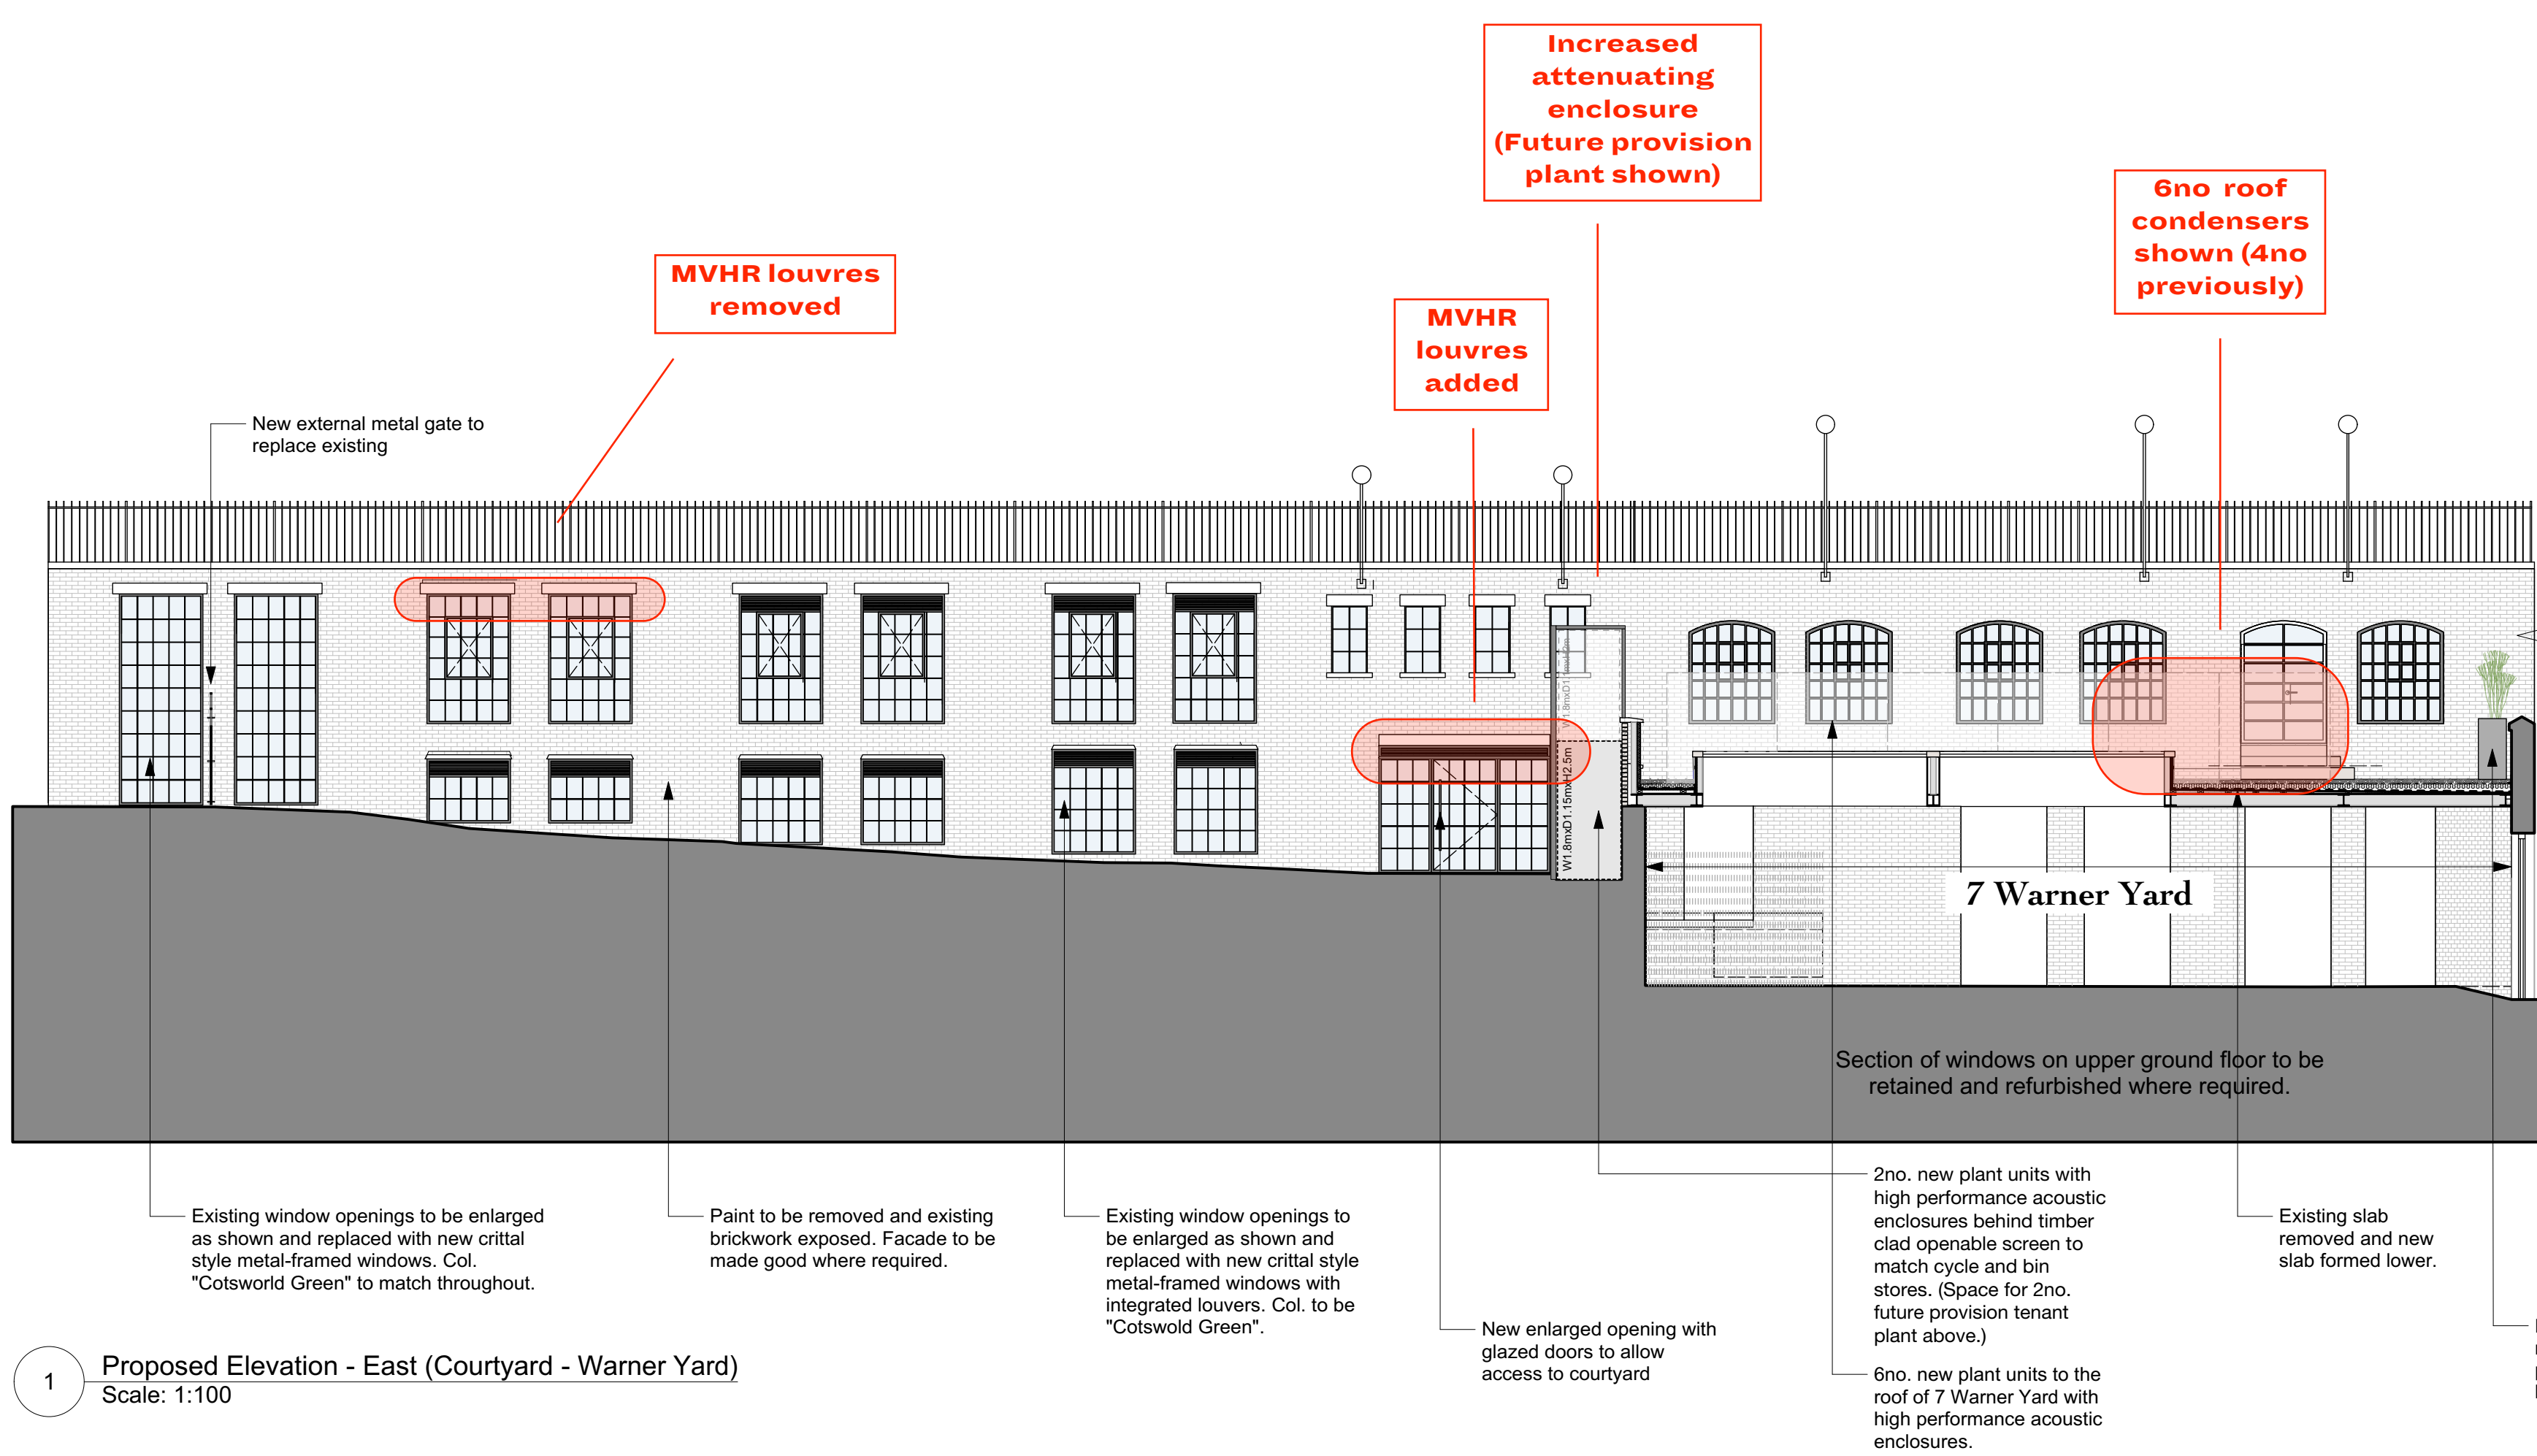 Increased
attenuating
enclosure
(Future provision
plant shown)
6no roof
condensers
shown (4no
previously)
MVHR louvres
removed
MVHR
louvres
added
New external metal gate to
replace existing
W1.8mxD1.15mxH2.5m
7 Warner Yard
Section of windows on upper ground floor to be
retained and refurbished where required.
Existing window openings to be enlarged
as shown and replaced with new crittal
style metal-framed windows. Col.
"Cotsworld Green" to match throughout.
Paint to be removed and existing
brickwork exposed. Facade to be
made good where required.
Existing window openings to
be enlarged as shown and
replaced with new crittal style
metal-framed windows with
integrated louvers. Col. to be
"Cotswold Green".
New enlarged opening with
glazed doors to allow
access to courtyard
2no. new plant units with
high performance acoustic
enclosures behind timber
clad openable screen to
match cycle and bin
stores. (Space for 2no.
future provision tenant
plant above.)
6no. new plant units to the
roof of 7 Warner Yard with
high performance acoustic
enclosures.
Existing slab
removed and new
slab formed lower.
1
Proposed Elevation - East (Courtyard - Warner Yard)
Scale: 1:100